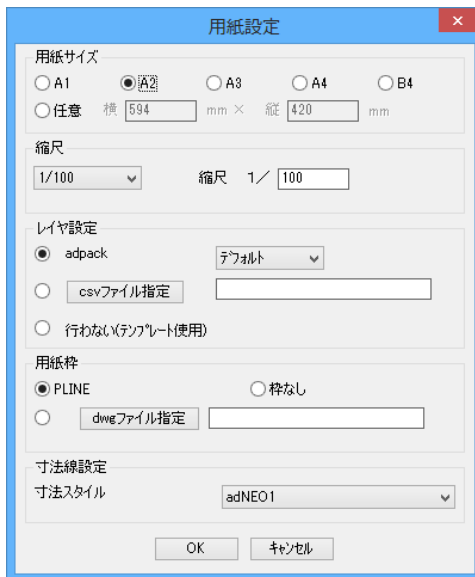 用紙設定
用紙サイズ
A1 A2 A3 A4 B4
任意 横 594 mm × 縦 420 mm
縮尺
1/100 縮尺 1／ 100
レイヤ設定
adpack デフォルト
csvファイル指定
行わない(テンプレート使用)
用紙枠
PLINE 枠なし
dwgファイル指定
寸法線設定
寸法スタイル adNEO1
OK キャンセル